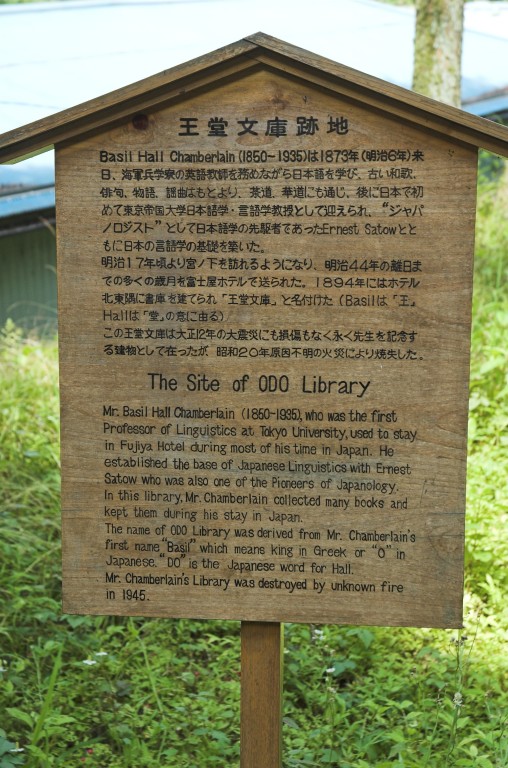 王堂文庫跡地
Basil Hall Chamberlain (1850~1935)は1873年(明治6年)来
日、海軍兵学寮の英語教師を務めながら日本語を学び、古い和歌、
俳句、物語、謡曲はもとより、茶道、華道にも通じ、後に日本で初
めて東京帝国大学日本語学・言語学教授として迎えられ、“ジャパ
ノロジスト”として日本語学の先駆者であったErnest Satowとと
もに日本の言語学の基礎を築いた。
明治17年頃より宮ノ下を訪れるようになり、明治44年の離日ま
での多くの歳月を富士屋ホテルで送られた。1894年にはホテル
北東隅に書庫を建てられ「王堂文庫」と名付けた(Basilは「王」
Hallは「堂」の意に由る)
この王堂文庫は大正12年の大震災にも損傷もなく永く先生を記念す
る建物として在ったが、昭和20年原因不明の火災により焼失した。
The Site of ODO Library
Mr. Basil Hall Chamberlain (1850-1935), who was the first
Professor of Linguistics at Tokyo University, used to stay
in Fujiya Hotel during most of his time in Japan. He
established the base of Japanese Linguistics with Ernest
Satow who was also one of the Pioneers of Japanology.
In this library, Mr. Chamberlain collected many books and
kept them during his stay in Japan.
The name of ODO Library was derived from Mr. Chamberlain's
first name "Basil" which means king in Greek or "O" in
Japanese. "DO" is the Japanese word for Hall.
Mr. Chamberlain's Library was destroyed by unknown fire
in 1945.